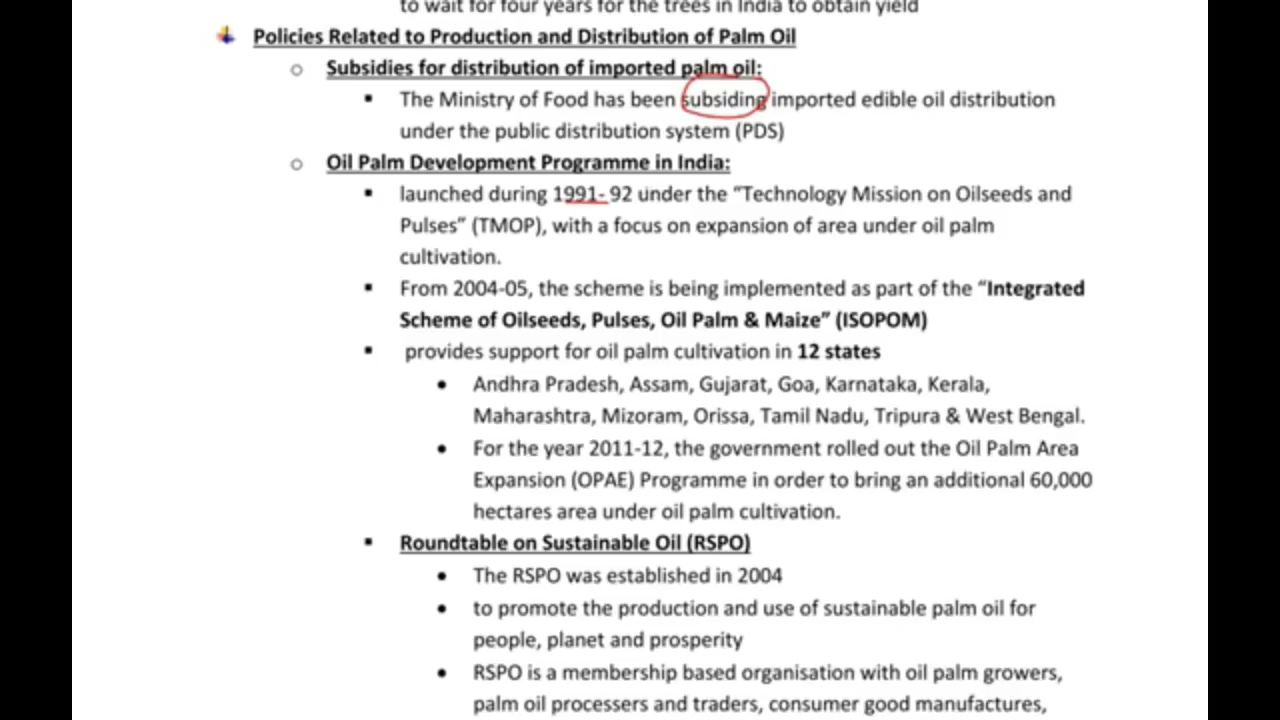 to wait for four years for the trees in India to obtain yield
Policies Related to Production and Distribution of Palm Oil
o Subsidies for distribution of imported palm oil:
▪ The Ministry of Food has been subsiding imported edible oil distribution
under the public distribution system (PDS)
o Oil Palm Development Programme in India:
▪ launched during 1991- 92 under the “Technology Mission on Oilseeds and
Pulses” (TMOP), with a focus on expansion of area under oil palm
cultivation.
▪ From 2004-05, the scheme is being implemented as part of the “Integrated
Scheme of Oilseeds, Pulses, Oil Palm & Maize” (ISOPOM)
▪ provides support for oil palm cultivation in 12 states
• Andhra Pradesh, Assam, Gujarat, Goa, Karnataka, Kerala,
Maharashtra, Mizoram, Orissa, Tamil Nadu, Tripura & West Bengal.
• For the year 2011-12, the government rolled out the Oil Palm Area
Expansion (OPAE) Programme in order to bring an additional 60,000
hectares area under oil palm cultivation.
▪ Roundtable on Sustainable Oil (RSPO)
• The RSPO was established in 2004
• to promote the production and use of sustainable palm oil for
people, planet and prosperity
• RSPO is a membership based organisation with oil palm growers,
palm oil processers and traders, consumer good manufactures,